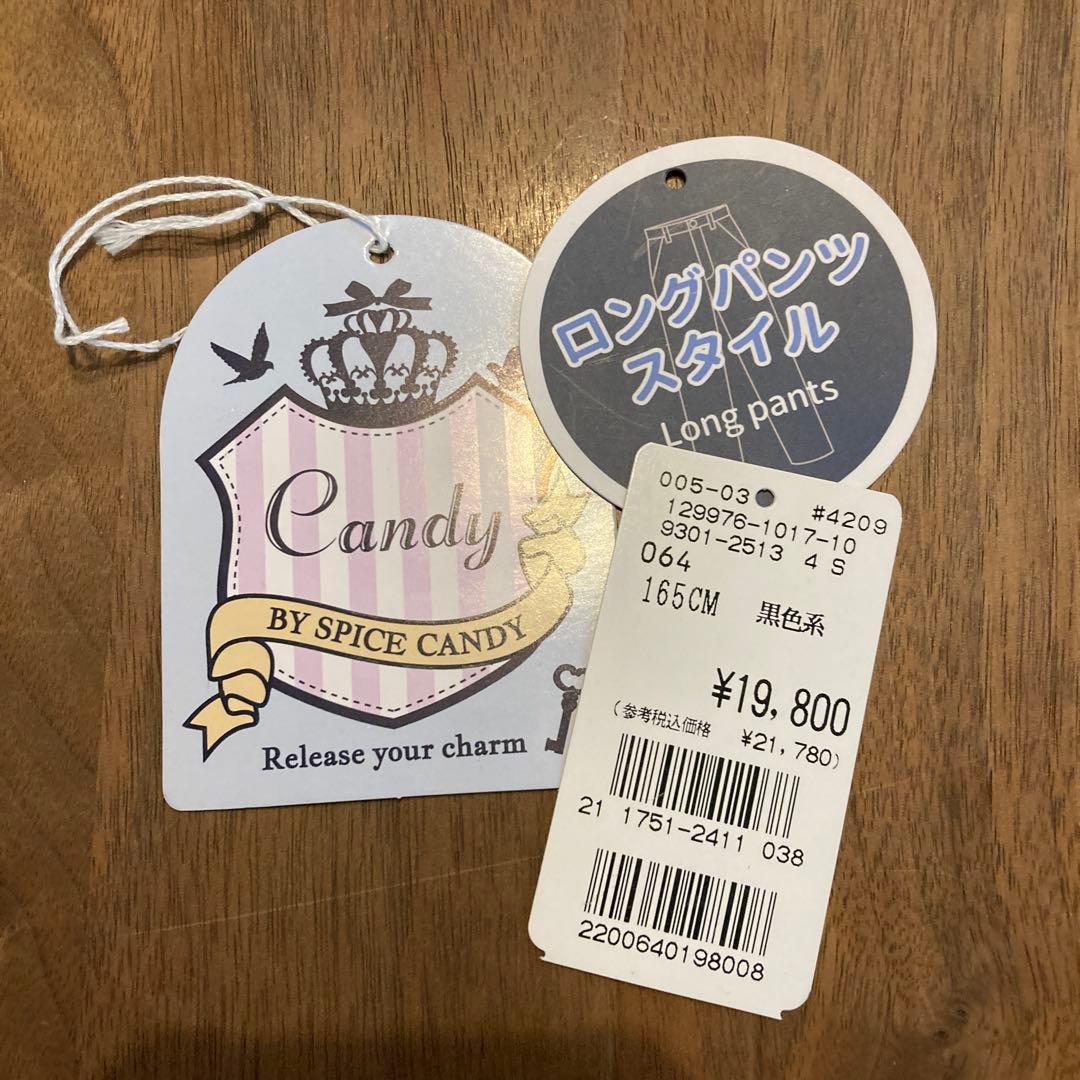 Candy
BY SPICE CANDY
Release your charm
ロングパンツ
スタイル
Long pants
005-03 #4209
129976-1017-10
9301-2513 4 S
064
165CM 黒色系
¥19,800
(参考税込価格 ¥21,780)
21 1751-2411 038
2200640198008